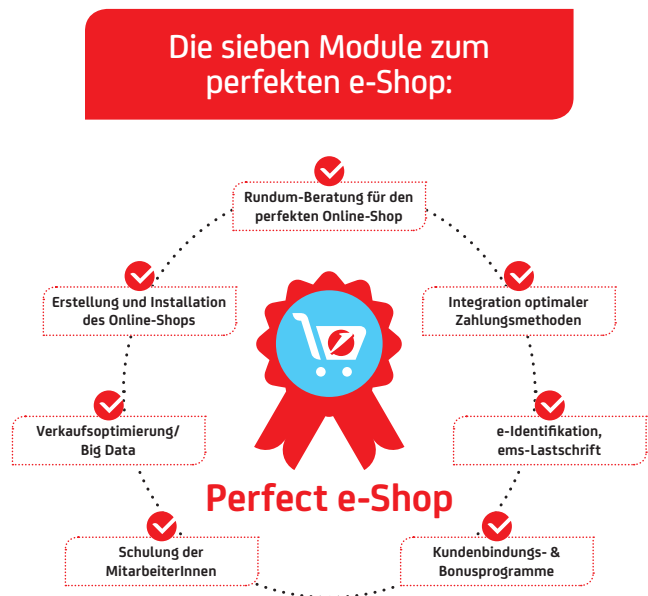 Die sieben Module zum
perfekten e-Shop:
Rundum-Beratung für den
perfekten Online-Shop
Erstellung und Installation
des Online-Shops
Integration optimaler
Zahlungsmethoden
Verkaufsoptimierung/
Big Data
e-Identifikation,
ems-Lastschrift
Perfect e-Shop
Schulung der
MitarbeiterInnen
Kundenbindungs- &
Bonusprogramme